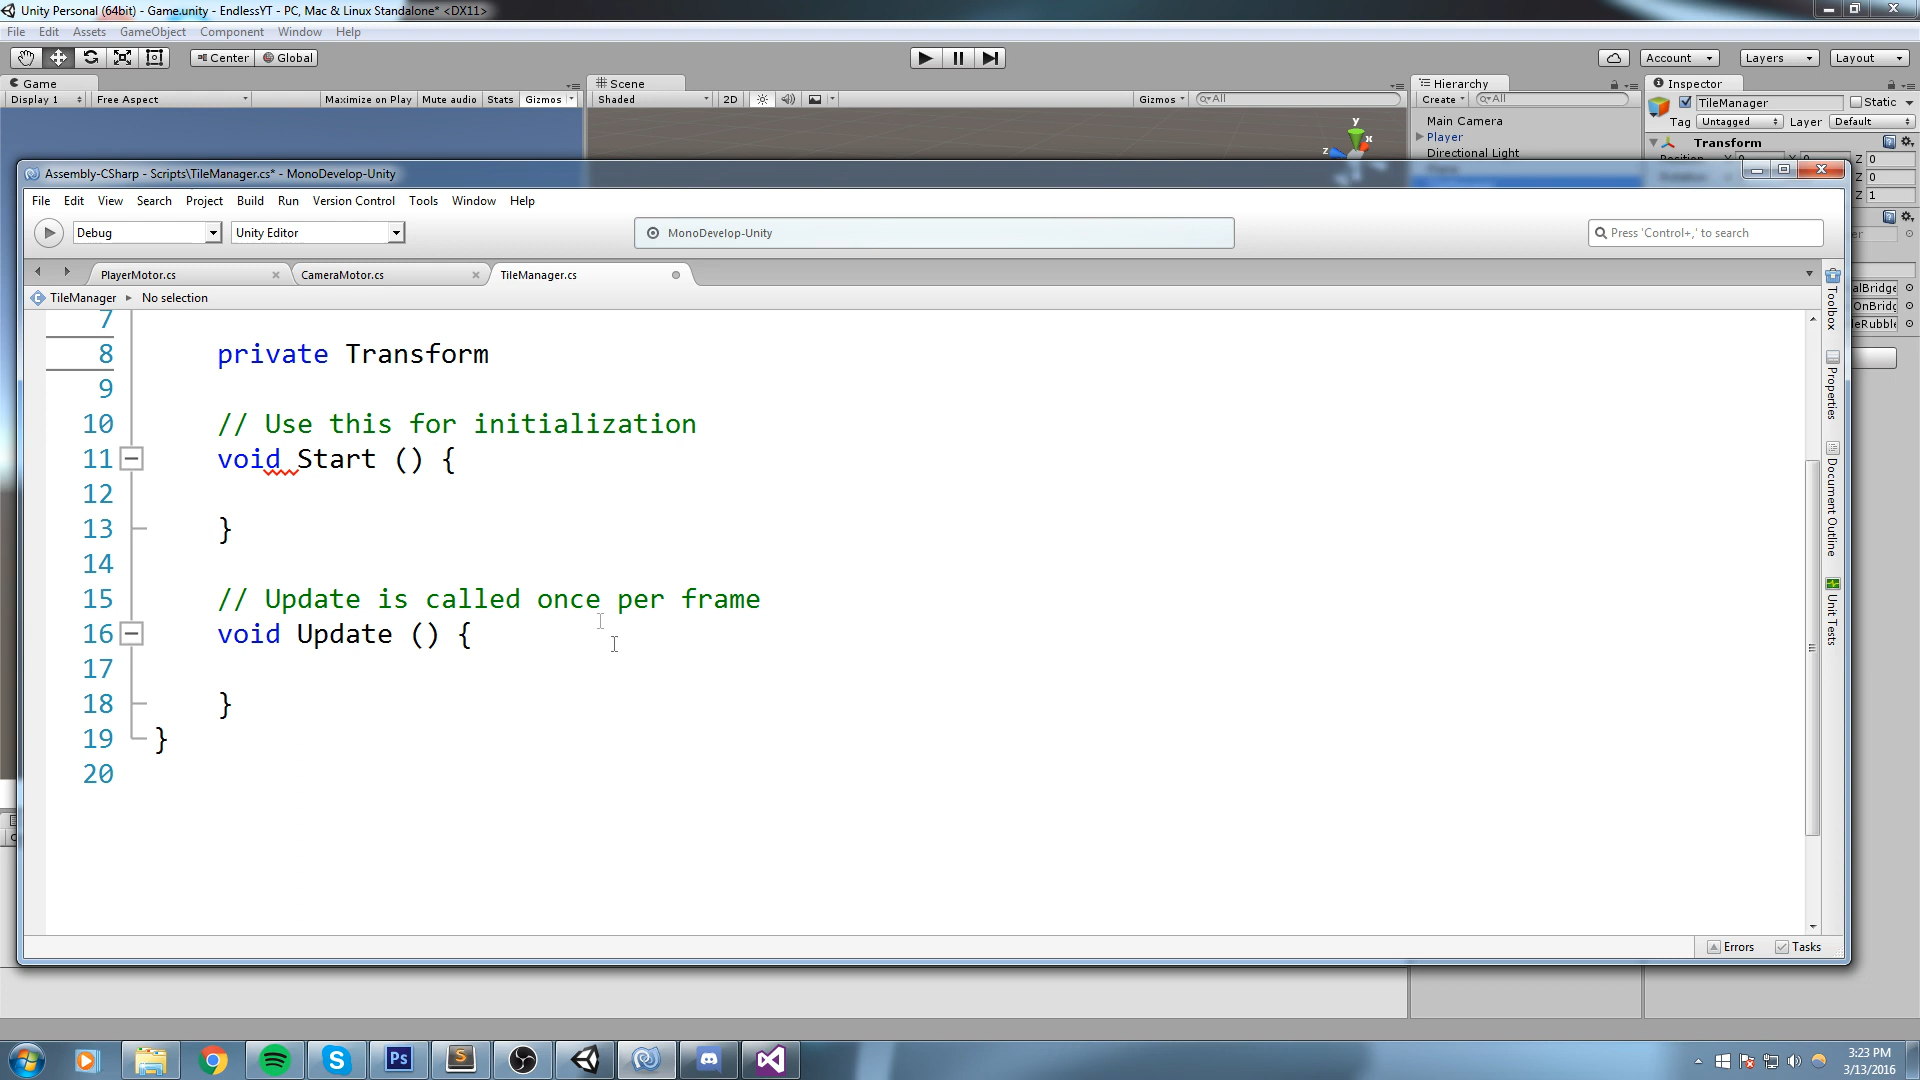 Unity Personal (64bit) - Game.unity - EndlessYT - PC, Mac & Linux Standalone* <DX11>
File Edit Assets GameObject Component Window Help
Center Global Account Layers Layout
Game Scene Hierarchy Inspector
Display 1 Free Aspect Maximize on Play Mute audio Stats Gizmos Shaded 2D Gizmos All Create All TileManager Static
Tag Untagged Layer Default
Main Camera
Player
Directional Light
Transform
y
x
z
Z 0
Z 0
Z 1
Assembly-CSharp - Scripts\TileManager.cs* - MonoDevelop-Unity
File Edit View Search Project Build Run Version Control Tools Window Help
Debug Unity Editor MonoDevelop-Unity Press 'Control+,' to search
PlayerMotor.cs CameraMotor.cs TileManager.cs
TileManager No selection
alBridge
OnBridg
leRubble
Toolbox
Properties
Document Outline
Unit Tests
7
8 private Transform
9
10 // Use this for initialization
11 void Start () {
12
13 }
14
15 // Update is called once per frame
16 void Update () {
17
18 }
19 }
20
Errors Tasks
Ps
3:23 PM
3/13/2016